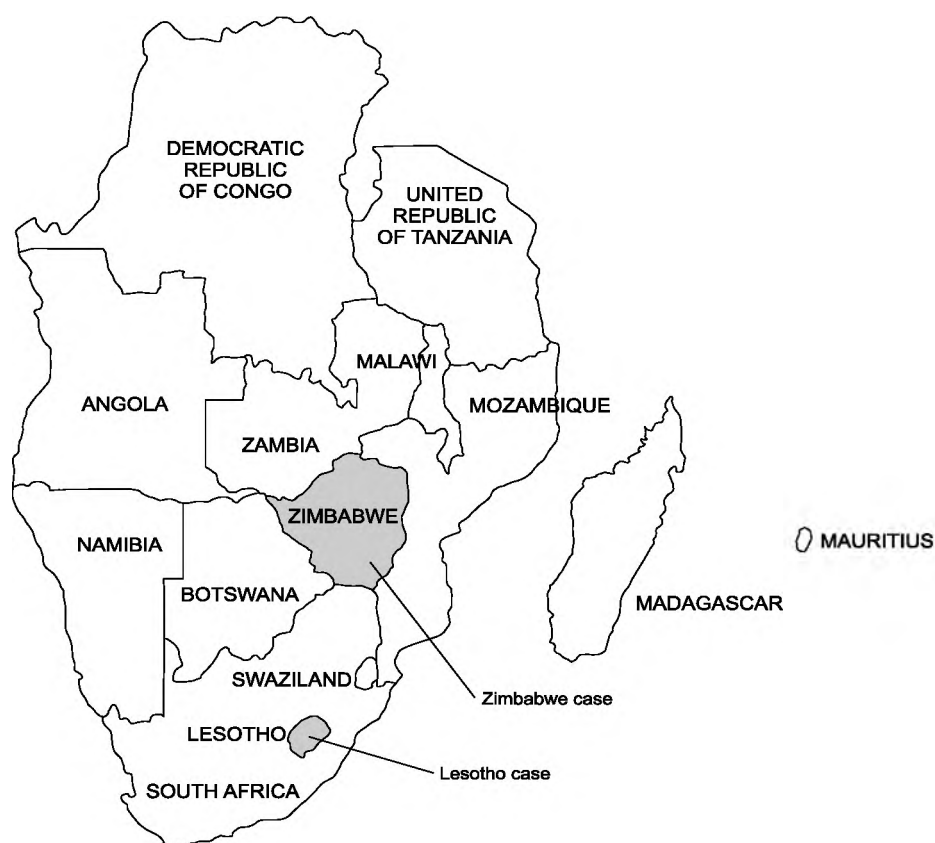 DEMOCRATIC
REPUBLIC
OF CONGO
UNITED
REPUBLIC
OF TANZANIA
MALAWI
ANGOLA
MOZAMBIQUE
ZAMBIA
ZIMBABWE
NAMIBIA
MAURITIUS
BOTSWANA
MADAGASCAR
SWAZILAND
Zimbabwe case
LESOTHO
Lesotho case
SOUTH AFRICA